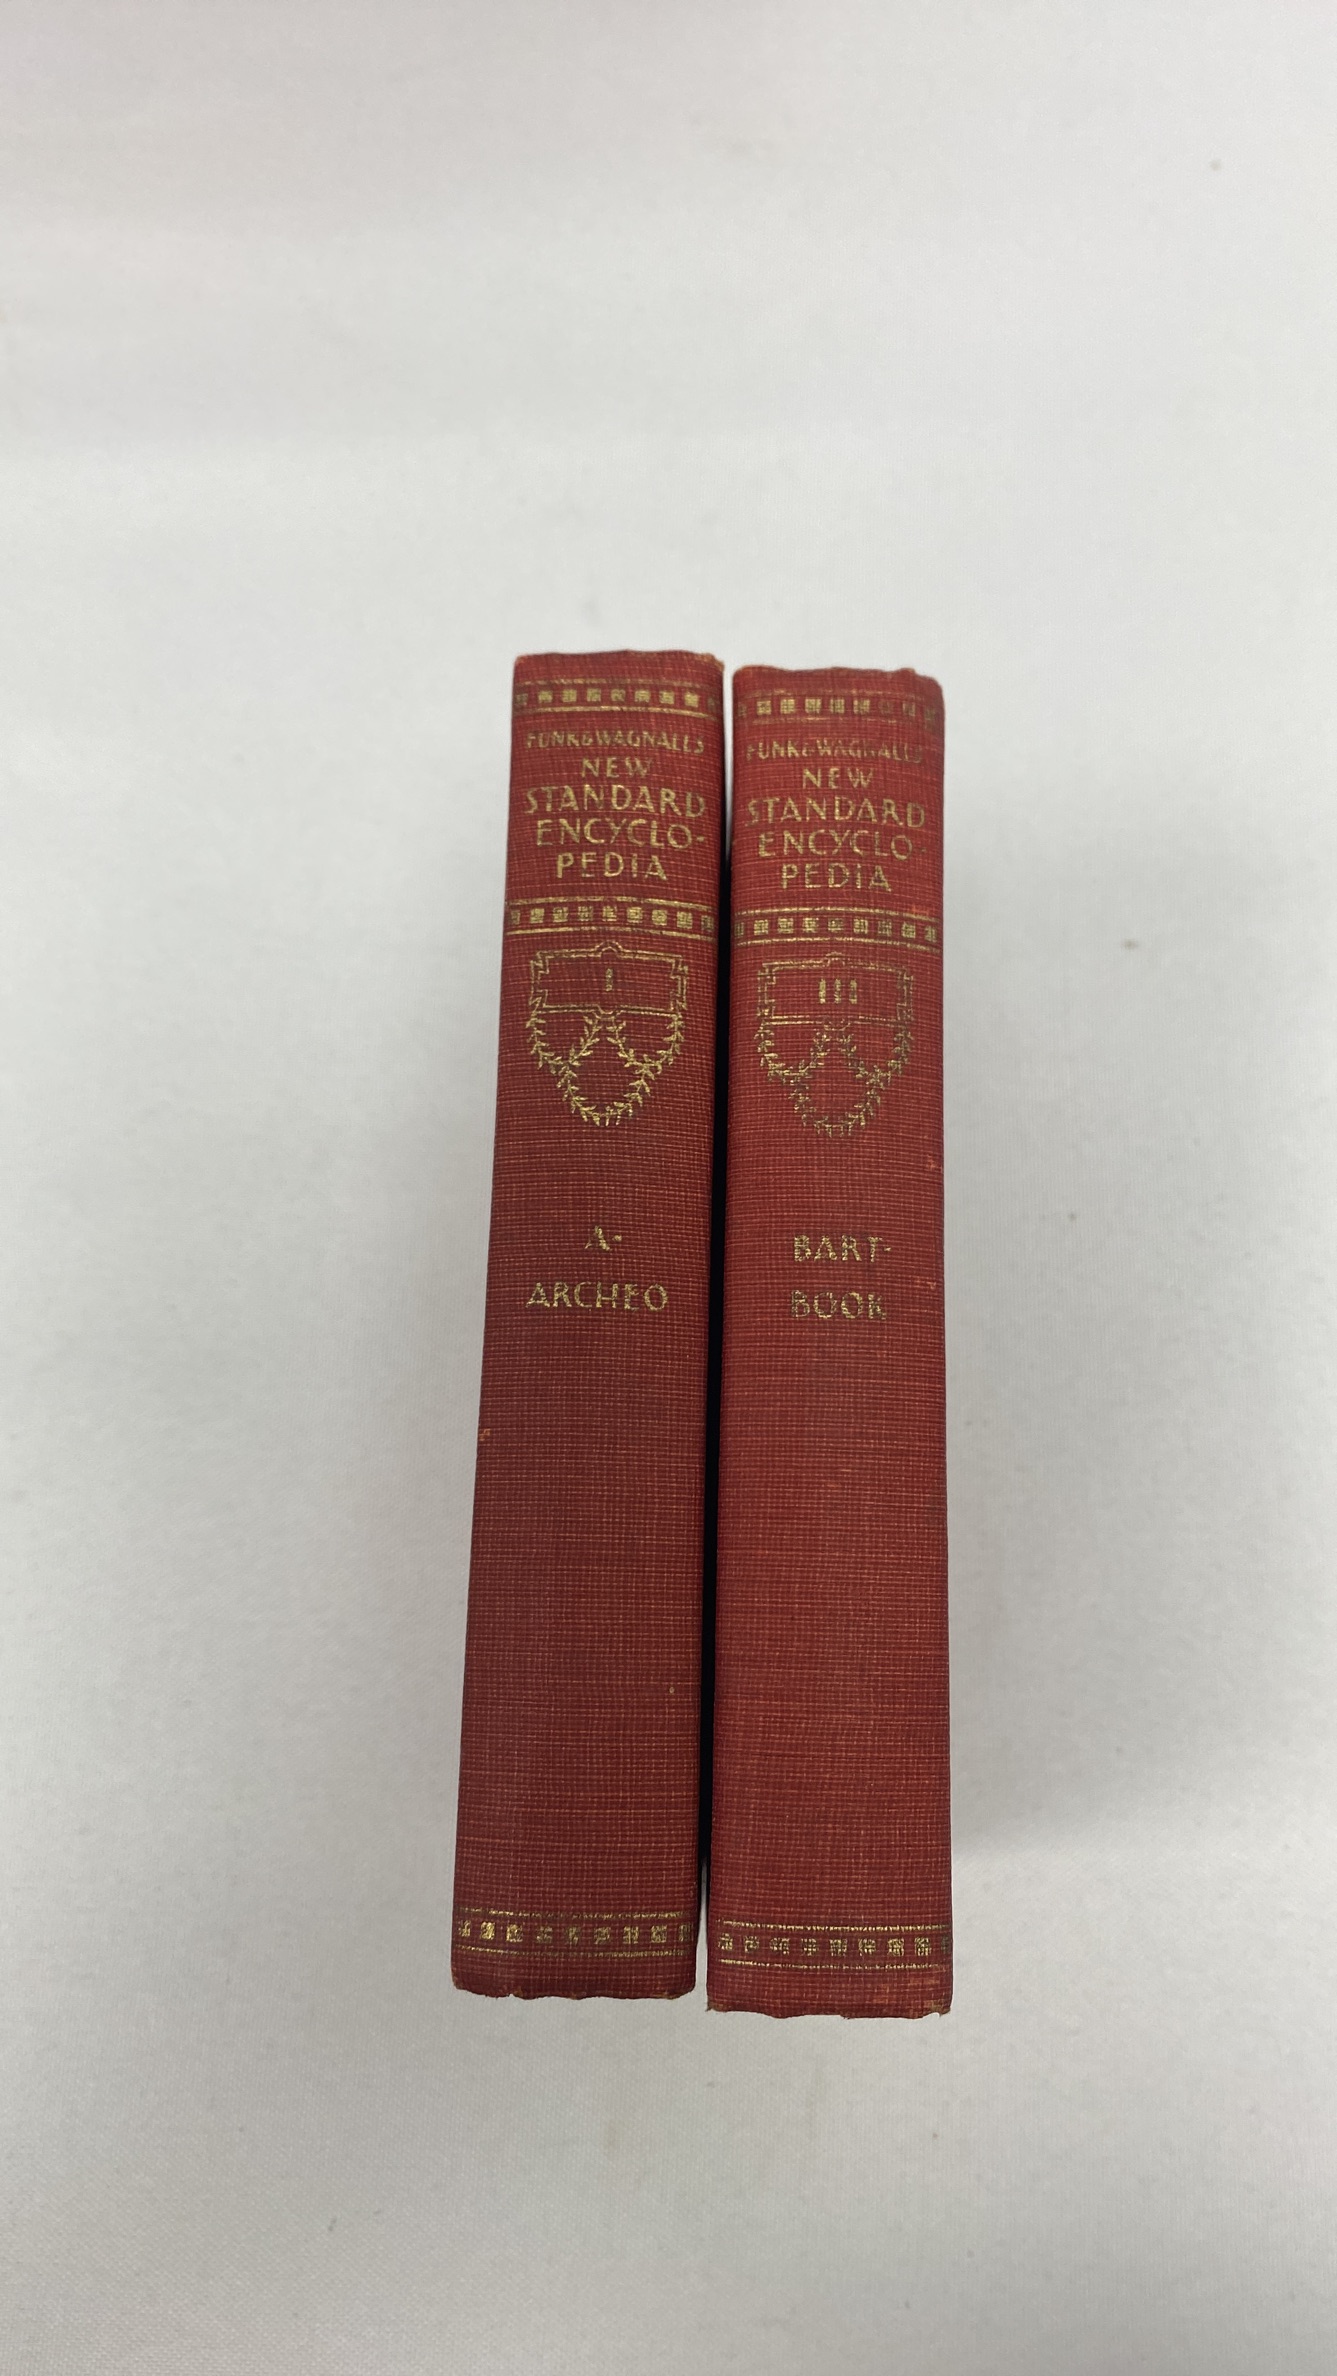 FUNK & WAGNALLS
NEW
STANDARD
ENCYCLO-
PEDIA
I
A-
ARCHEO
FUNK & WAGNALLS
NEW
STANDARD
ENCYCLO-
PEDIA
III
BART-
BOOK